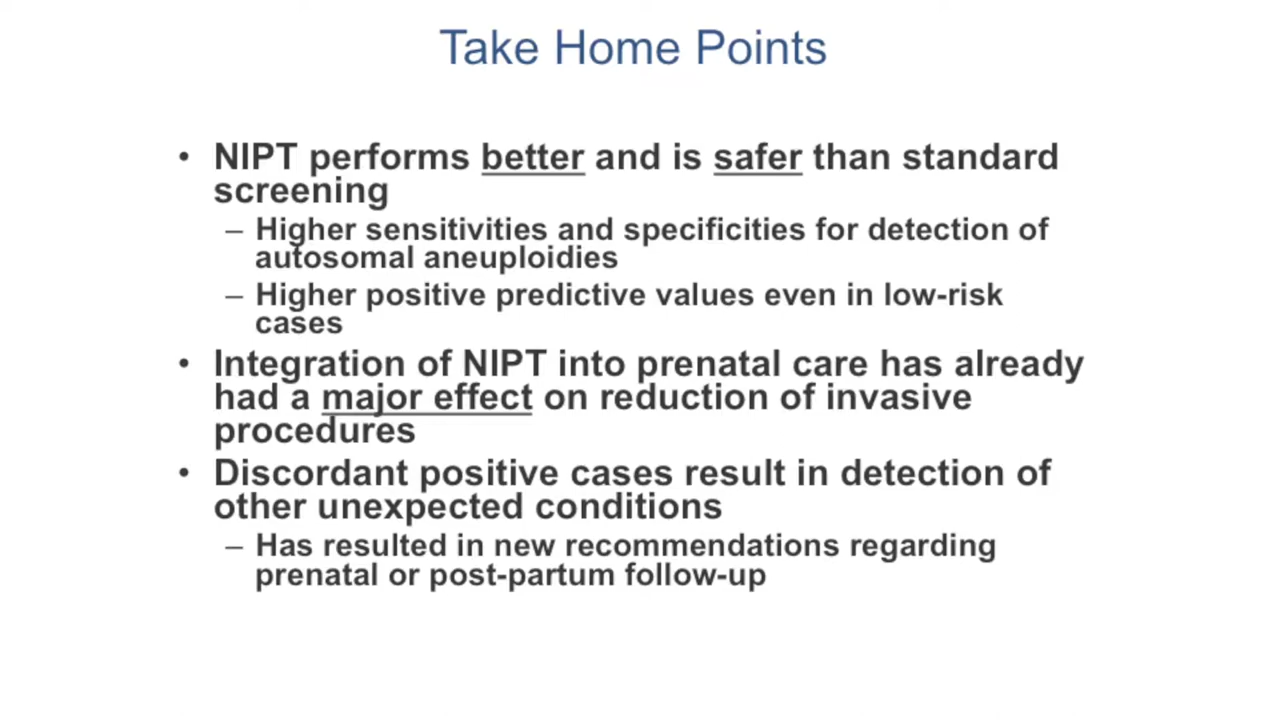 Take Home Points
• NIPT performs better and is safer than standard
screening
– Higher sensitivities and specificities for detection of
autosomal aneuploidies
– Higher positive predictive values even in low-risk
cases
• Integration of NIPT into prenatal care has already
had a major effect on reduction of invasive
procedures
• Discordant positive cases result in detection of
other unexpected conditions
– Has resulted in new recommendations regarding
prenatal or post-partum follow-up